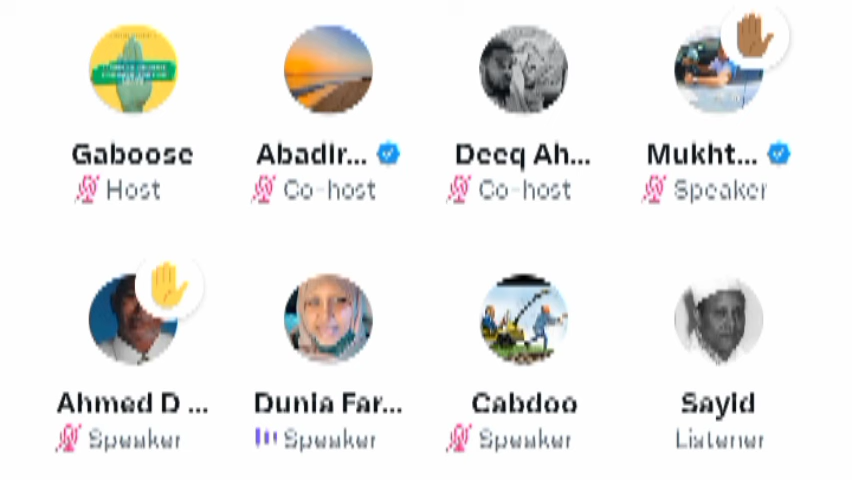 Gaboose
Host
Abadir...
Co-host
Deeq Ah...
Co-host
Mukht...
Speaker
Ahmed D ...
Speaker
Dunia Far...
Speaker
Cabdoo
Speaker
Sayid
Listener